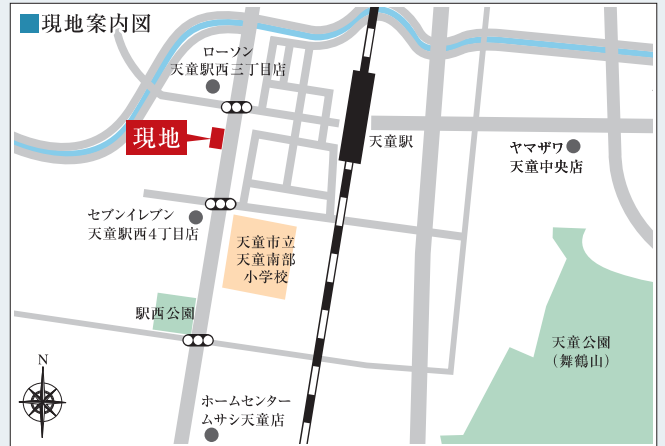 現地案内図
ローソン
天童駅西三丁目店
現地
天童駅
ヤマザワ
天童中央店
セブンイレブン
天童駅西4丁目店
天童市立
天童南部
小学校
駅西公園
天童公園
（舞鶴山）
N
ホームセンター
ムサシ天童店